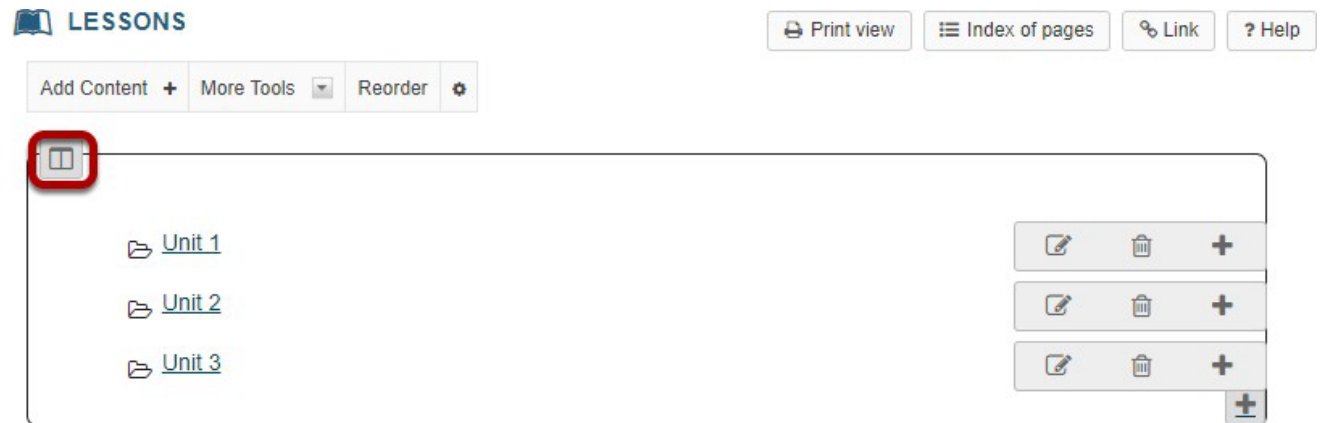 LESSONS
Print view
Index of pages
Link
? Help
Add Content +
More Tools
Reorder
Unit 1
Unit 2
Unit 3